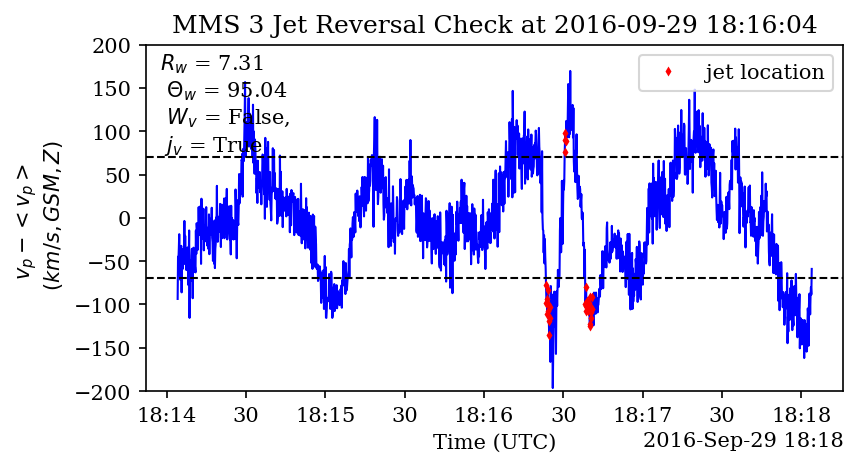 MMS 3 Jet Reversal Check at 2016-09-29 18:16:04
R_w = 7.31
Θ_w = 95.04
W_v = False,
j_v = True
jet location
v_p − < v_p >
(km/s, GSM, Z)
200
150
100
50
0
−50
−100
−150
−200
18:14 30 18:15 30 18:16 30 18:17 30 18:18
Time (UTC)
2016-Sep-29 18:18